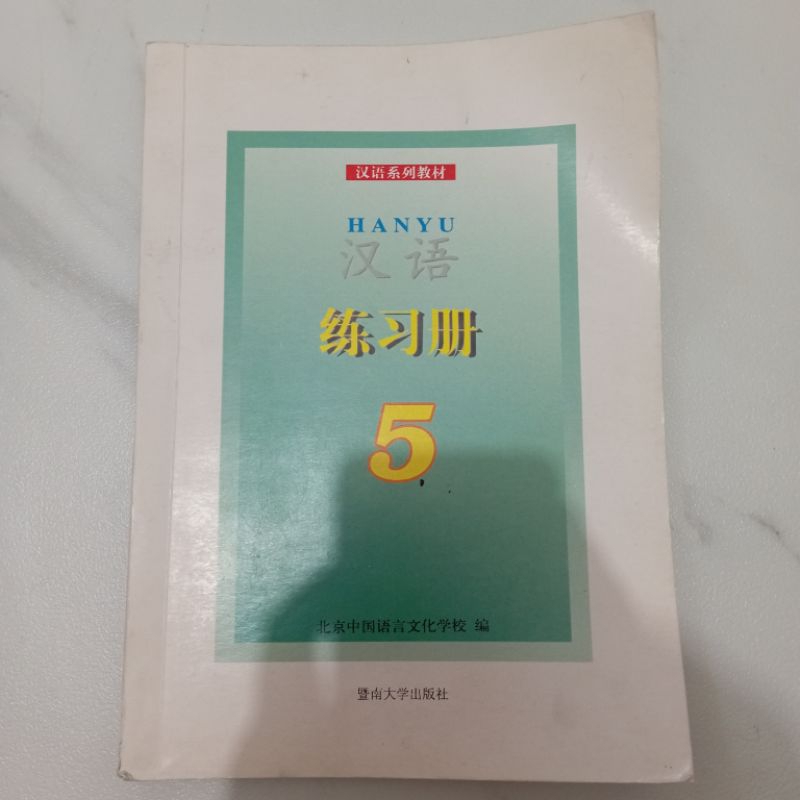 汉语系列教材
HANYU
汉语
练习册
5
北京中国语言文化学校 编
暨南大学出版社